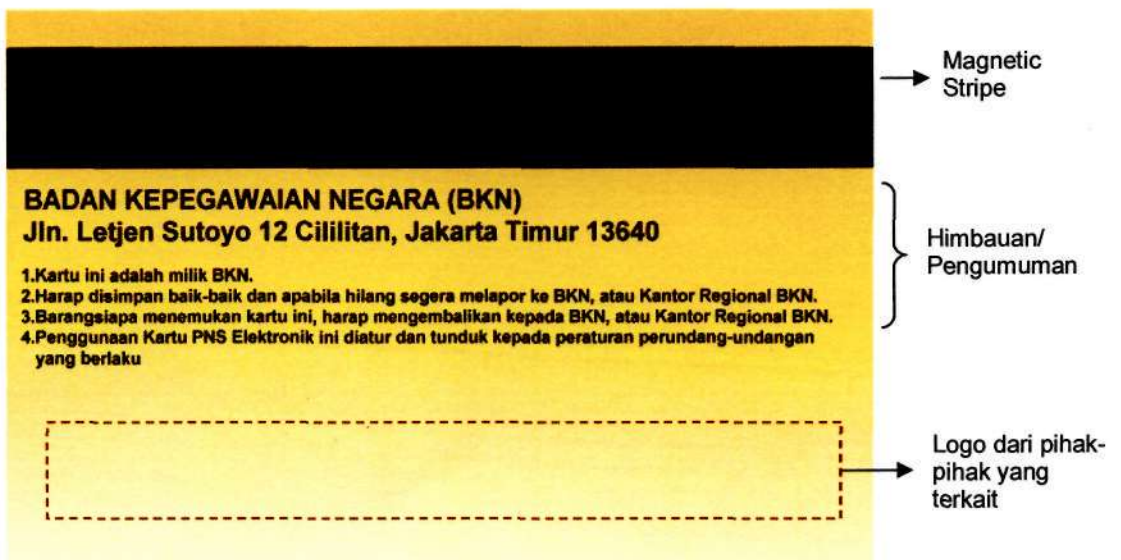 Magnetic
Stripe
BADAN KEPEGAWAIAN NEGARA (BKN)
Jln. Letjen Sutoyo 12 Cililitan, Jakarta Timur 13640
1.Kartu ini adalah milik BKN.
2.Harap disimpan baik-baik dan apabila hilang segera melapor ke BKN, atau Kantor Regional BKN.
3.Barangsiapa menemukan kartu ini, harap mengembalikan kepada BKN, atau Kantor Regional BKN.
4.Penggunaan Kartu PNS Elektronik ini diatur dan tunduk kepada peraturan perundang-undangan
yang berlaku
Himbauan/
Pengumuman
Logo dari pihak-
pihak yang
terkait